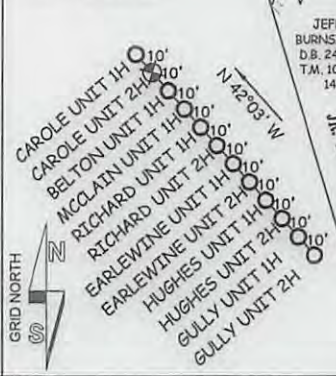 JEFF
BURNS
D.B. 24
T.M. 10
14
10'
10'
10'
10'
10'
10'
10'
10'
10'
10'
10'
N 42°03' W
CAROLE UNIT 1H
CAROLE UNIT 2H
BELTON UNIT 1H
MCCLAIN UNIT 1H
RICHARD UNIT 1H
RICHARD UNIT 2H
EARLEWINE UNIT 1H
EARLEWINE UNIT 2H
HUGHES UNIT 1H
HUGHES UNIT 2H
GULLY UNIT 1H
GULLY UNIT 2H
GRID NORTH
N
S